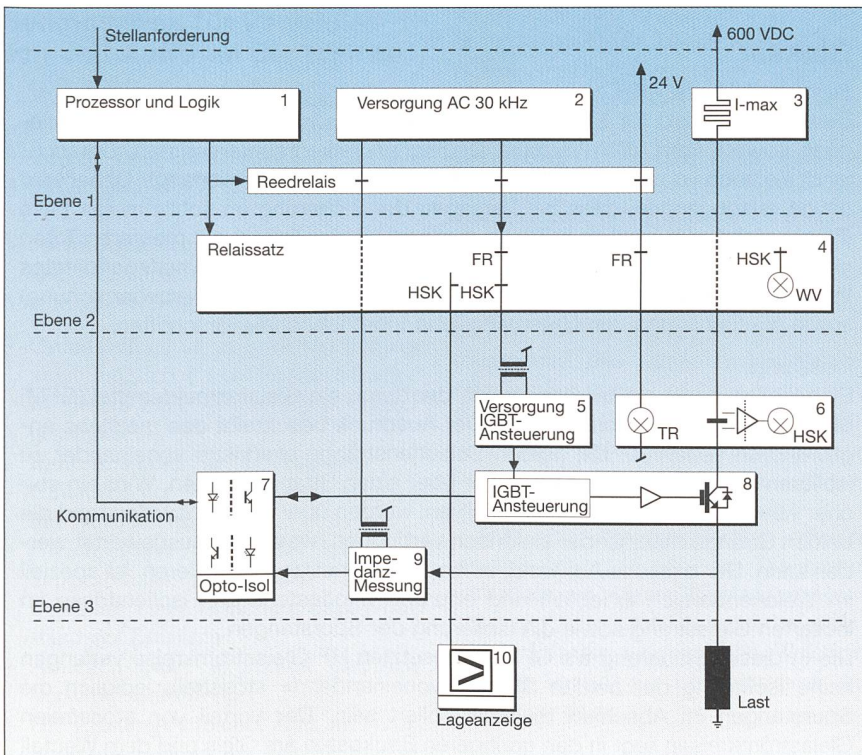 Stellanforderung
600 VDC
24 V
Prozessor und Logik 1
Versorgung AC 30 kHz 2
I-max 3
Reedrelais
Ebene 1
Relaissatz 4
FR FR HSK
HSK HSK WV
Ebene 2
Versorgung IGBT-Ansteuerung 5
TR
6
HSK
7
Opto-Isol
Kommunikation
IGBT-Ansteuerung
8
Impe-
danz-
Messung
9
Ebene 3
10
>
Lageanzeige
Last